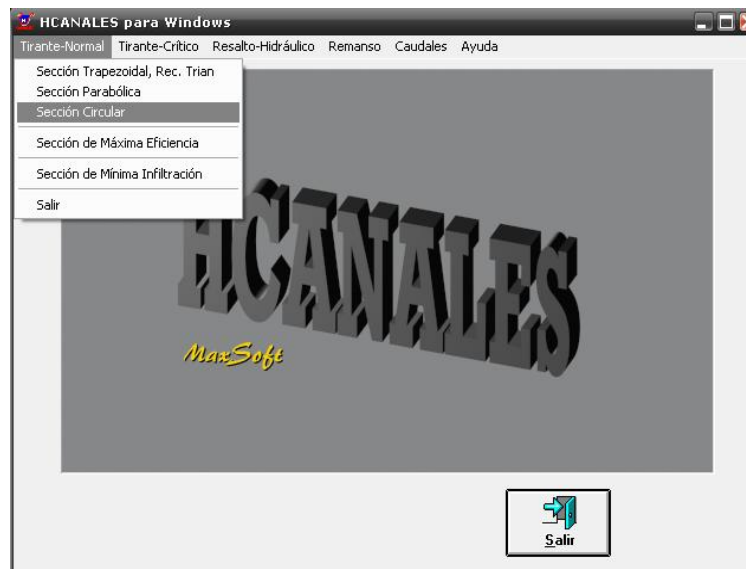 HCANALES para Windows
Tirante-Normal Tirante-Crítico Resalto-Hidráulico Remanso Caudales Ayuda
Sección Trapezoidal, Rec. Trian
Sección Parabólica
Sección Circular
Sección de Máxima Eficiencia
Sección de Mínima Infiltración
Salir
HCANALES
MaxSoft
Salir